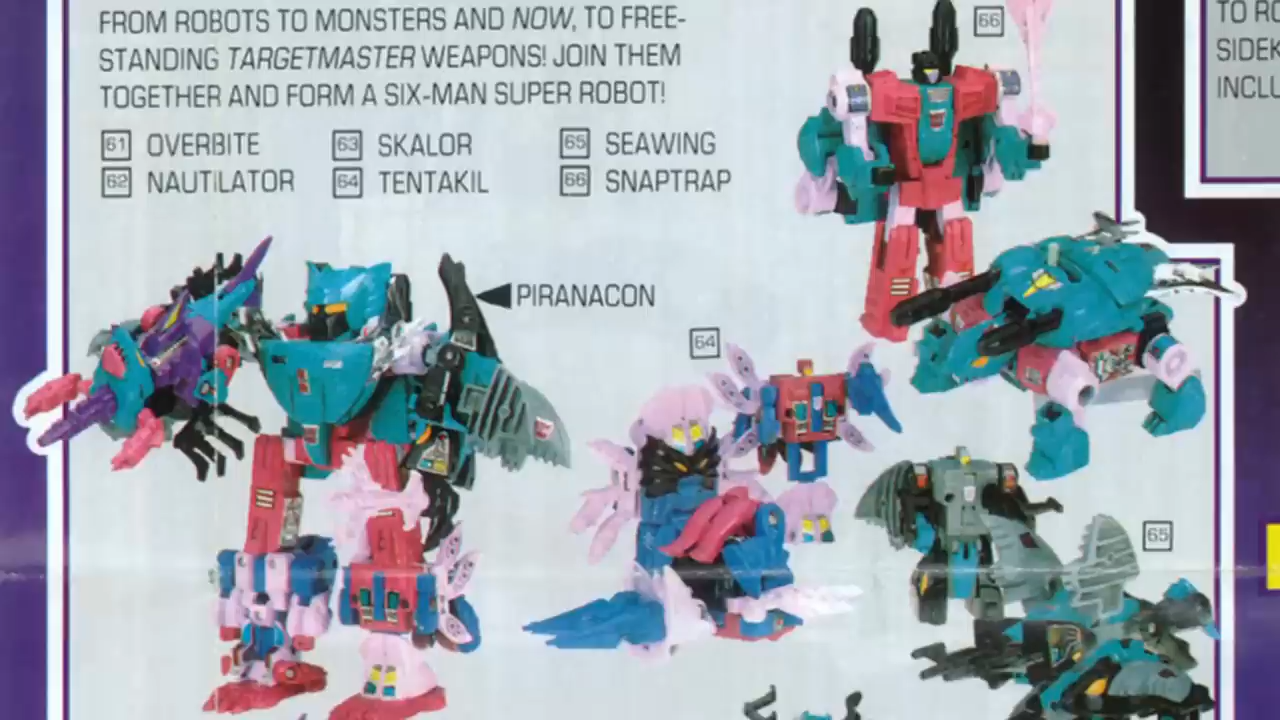 FROM ROBOTS TO MONSTERS AND NOW, TO FREE-
STANDING TARGETMASTER WEAPONS! JOIN THEM
TOGETHER AND FORM A SIX-MAN SUPER ROBOT!
61 OVERBITE
62 NAUTILATOR
63 SKALOR
64 TENTAKIL
65 SEAWING
66 SNAPTRAP
PIRANACON
64
66
65
TO RO
SIDEK
INCLU